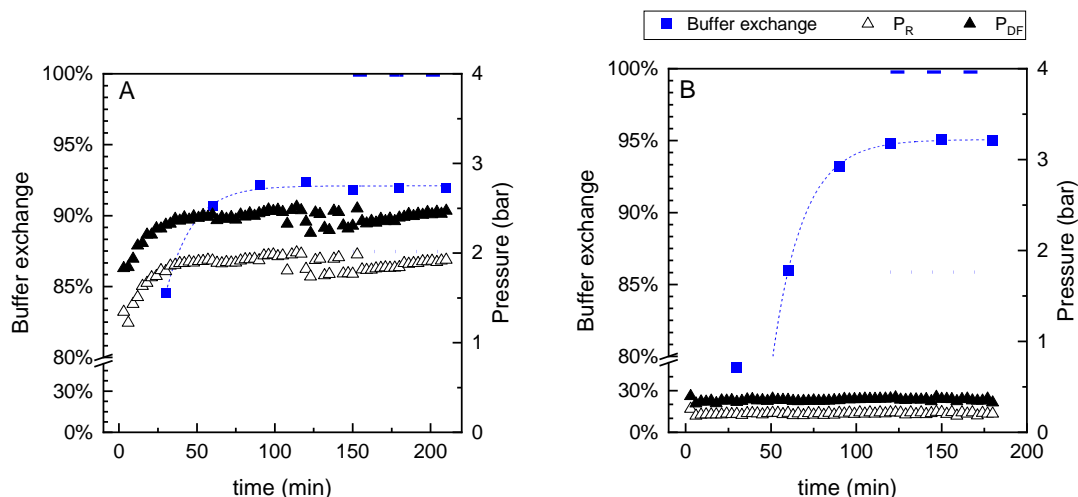 Buffer exchange P_R P_DF
A
100%
95%
90%
85%
80%
30%
0%
Buffer exchange
4
3
2
1
0
Pressure (bar)
0 50 100 150 200
time (min)
B
100%
95%
90%
85%
80%
30%
0%
Buffer exchange
4
3
2
1
0
Pressure (bar)
0 50 100 150 200
time (min)